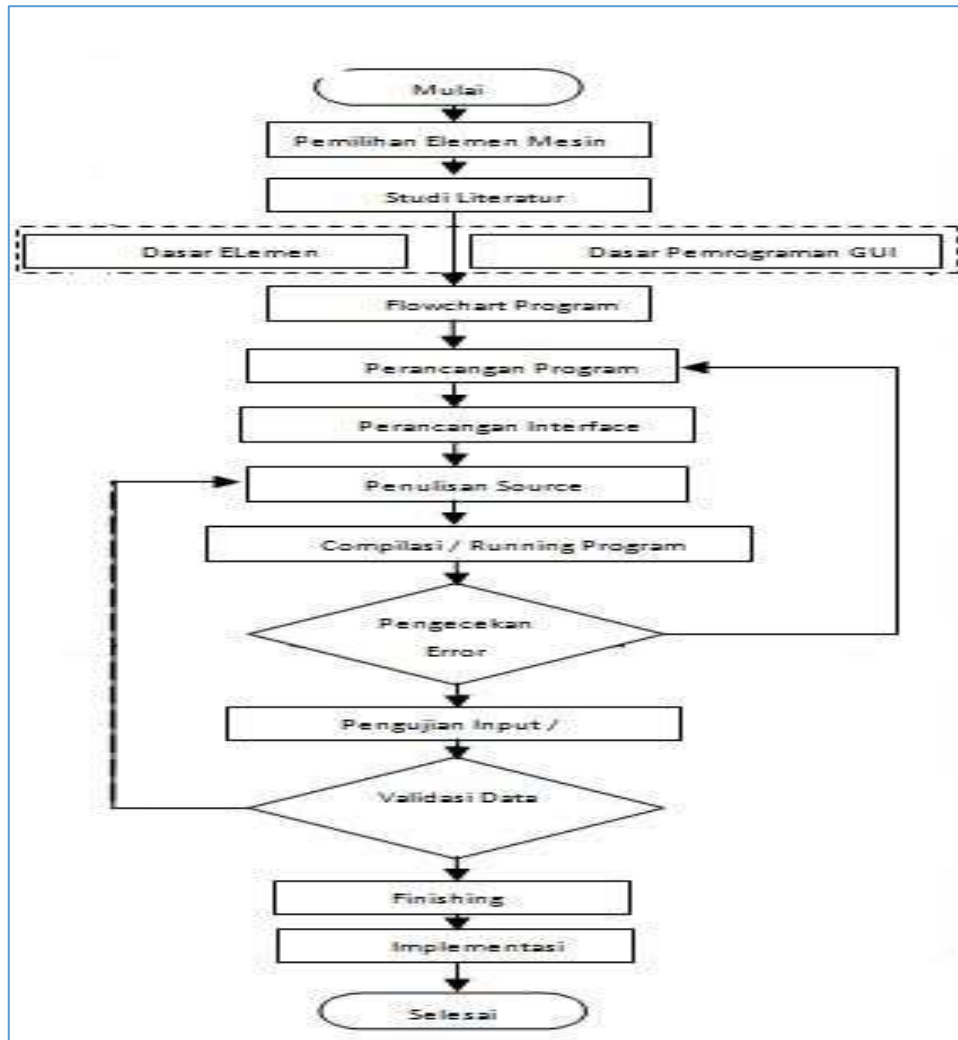 Mulai
Pemilihan Elemen Mesin
Studi Literatur
Dasar ELemen
Dasar Pemrograman GUI
Flowchart Program
Perancangan Program
Perancangan Interface
Penulisan Source
Compilasi / Running Program
Pengecekan
Error
Pengujian Input /
Validasi Data
Finishing
Implementasi
Selesai